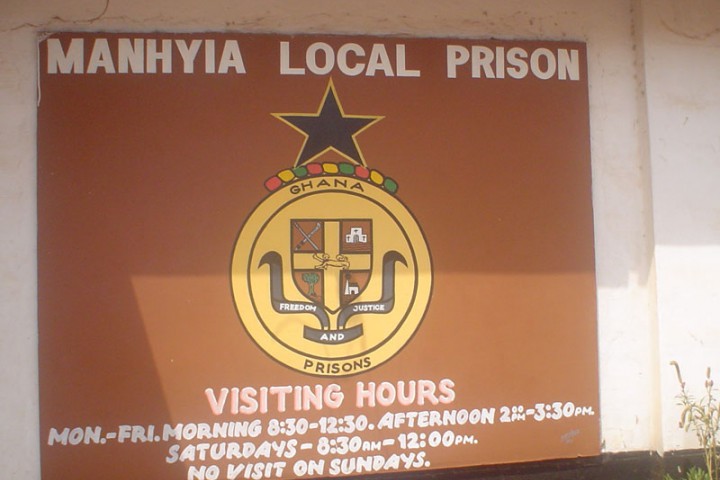 MANHYIA LOCAL PRISON
GHANA
FREEDOM JUSTICE
AND
PRISONS
VISITING HOURS
MON.-FRI. MORNING 8:30-12:30. AFTERNOON 2:00PM-3:30PM.
SATURDAYS - 8:30AM - 12:00PM.
NO VISIT ON SUNDAYS.